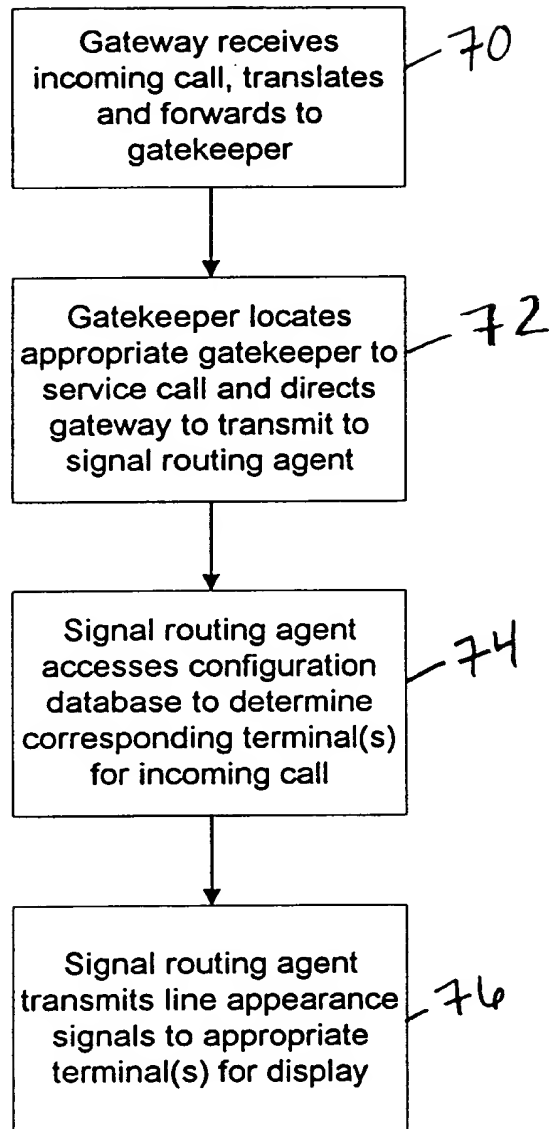 Gateway receives
incoming call, translates
and forwards to
gatekeeper
70
Gatekeeper locates
appropriate gatekeeper to
service call and directs
gateway to transmit to
signal routing agent
72
Signal routing agent
accesses configuration
database to determine
corresponding terminal(s)
for incoming call
74
Signal routing agent
transmits line appearance
signals to appropriate
terminal(s) for display
76